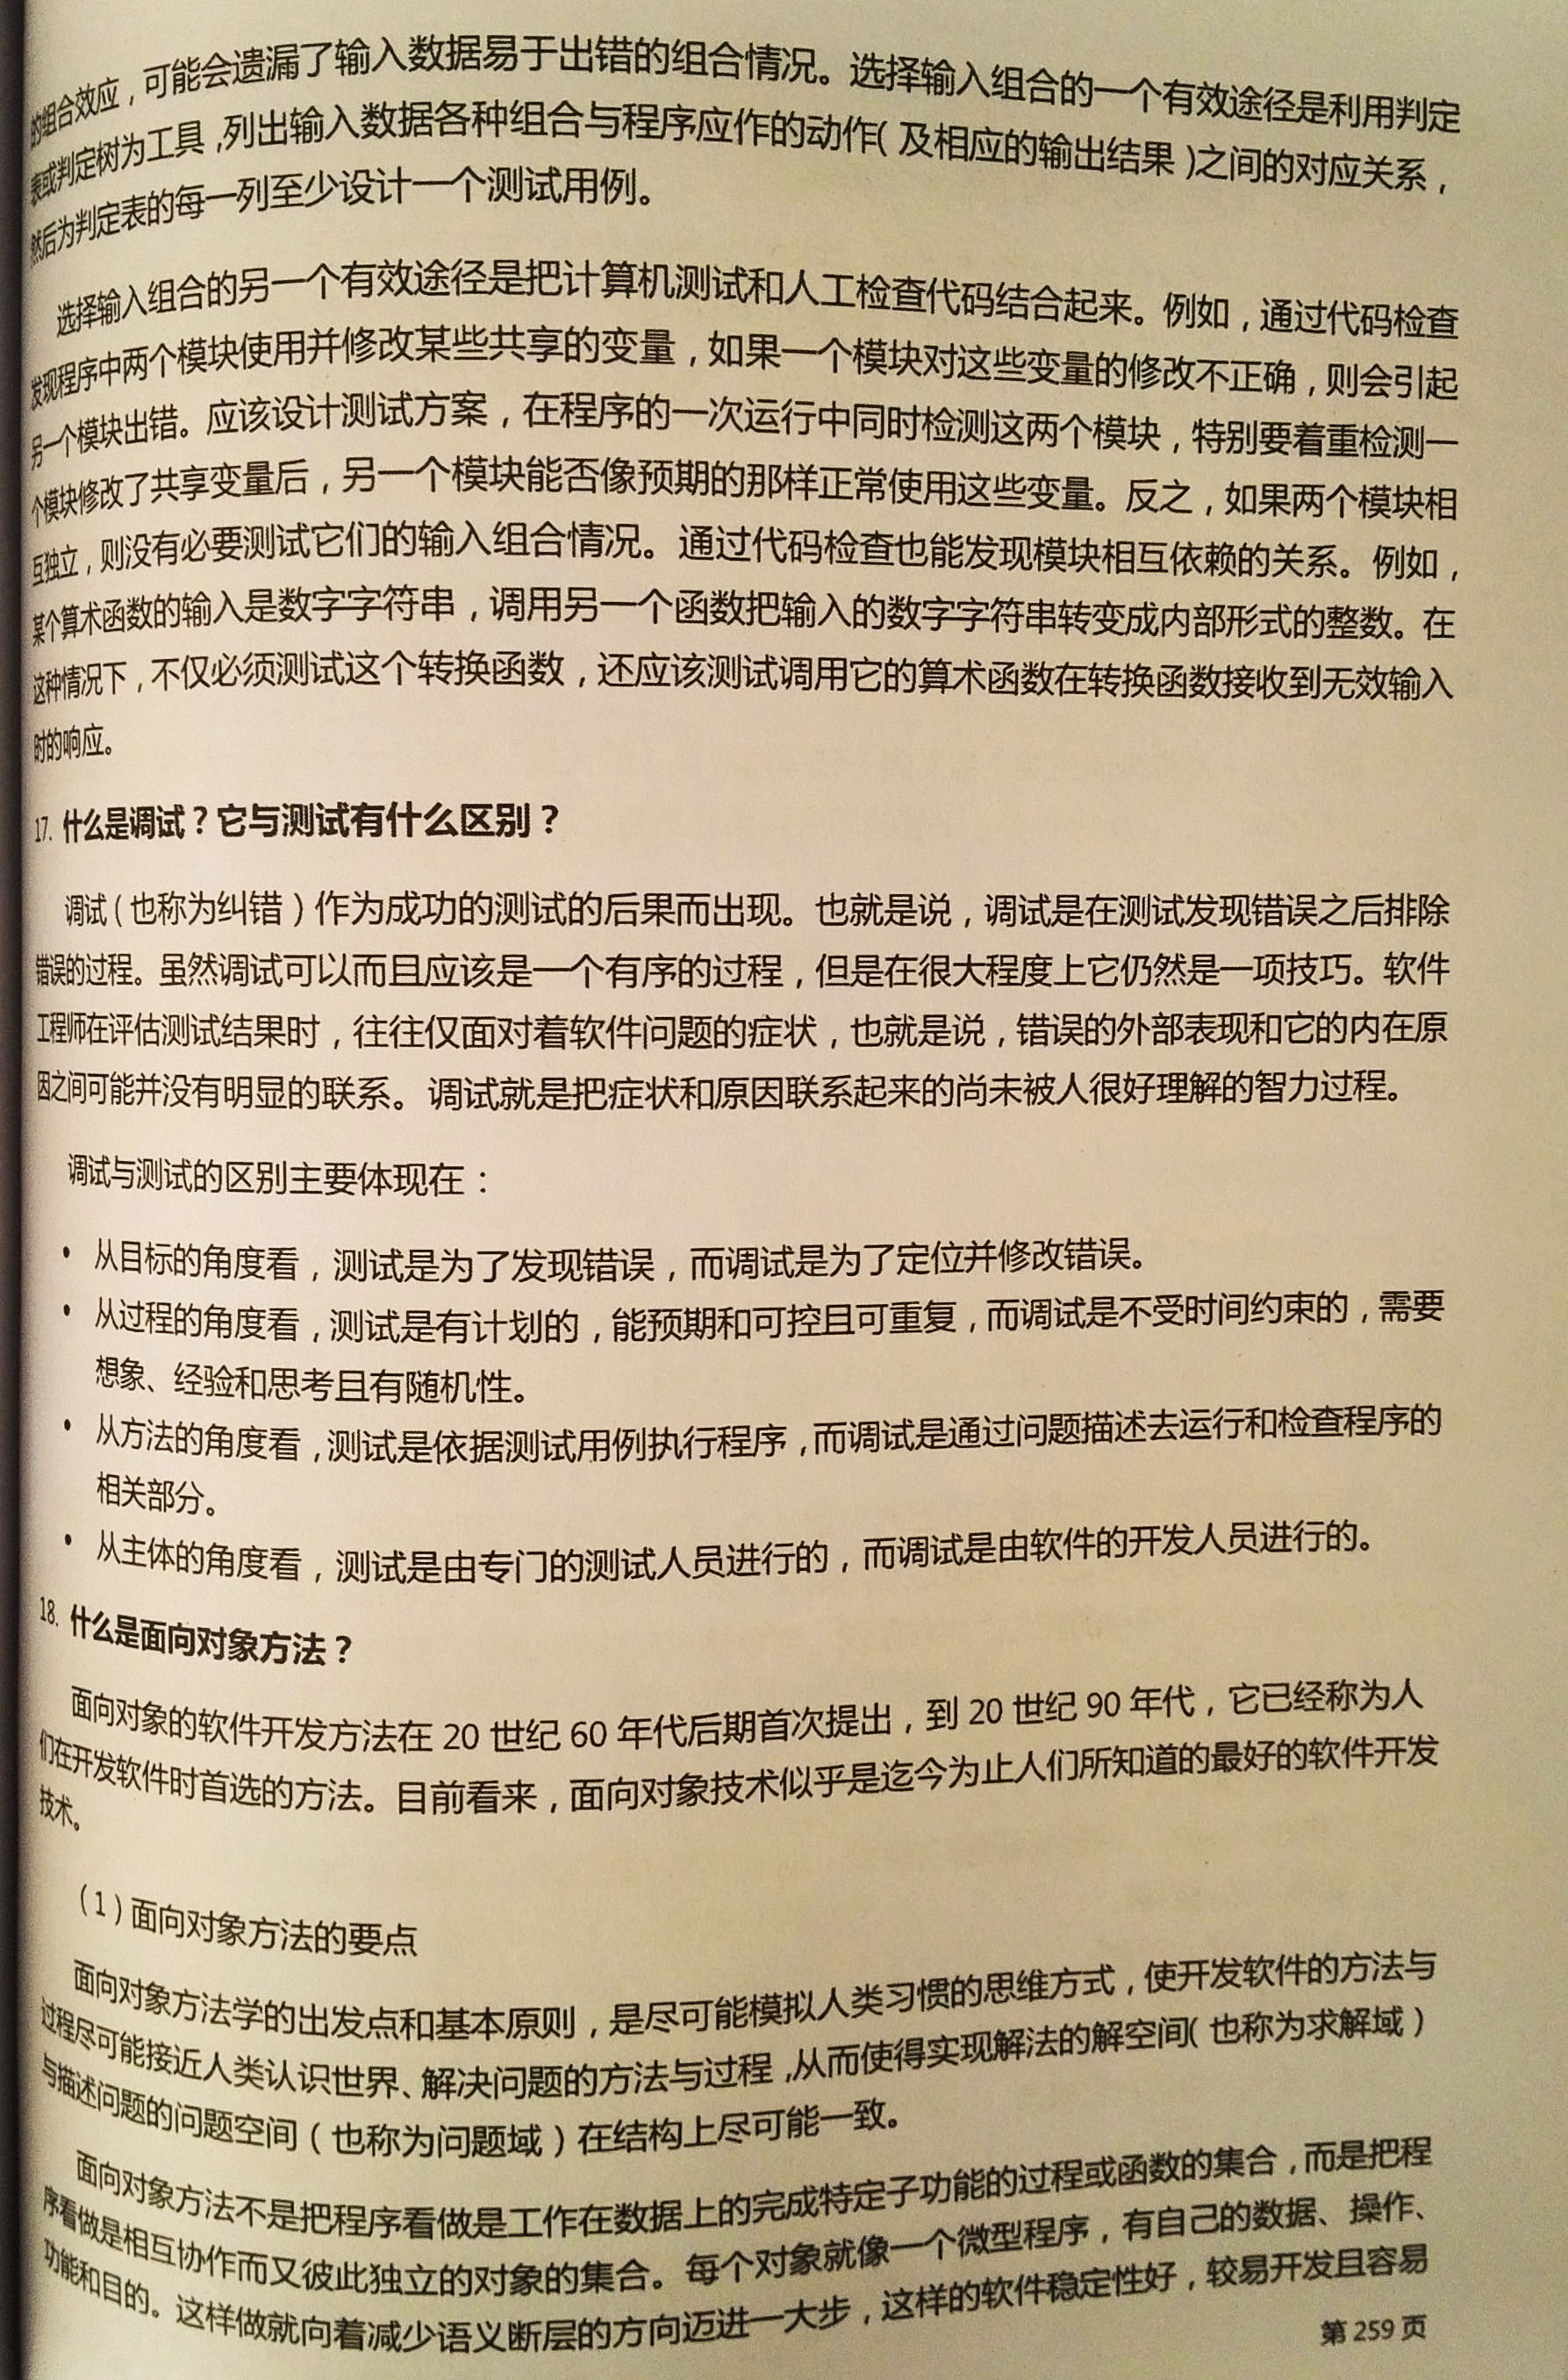 的组合效应，可能会遗漏了输入数据易于出错的组合情况。选择输入组合的一个有效途径是利用判定
表或判定树为工具，列出输入数据各种组合与程序应作的动作（及相应的输出结果）之间的对应关系，
然后为判定表的每一列至少设计一个测试用例。
选择输入组合的另一个有效途径是把计算机测试和人工检查代码结合起来。例如，通过代码检查
发现程序中两个模块使用并修改某些共享的变量，如果一个模块对这些变量的修改不正确，则会引起
另一个模块出错。应该设计测试方案，在程序的一次运行中同时检测这两个模块，特别要着重检测一
个模块修改了共享变量后，另一个模块能否像预期的那样正常使用这些变量。反之，如果两个模块相
互独立，则没有必要测试它们的输入组合情况。通过代码检查也能发现模块相互依赖的关系。例如，
某个算术函数的输入是数字字符串，调用另一个函数把输入的数字字符串转变成内部形式的整数。在
这种情况下，不仅必须测试这个转换函数，还应该测试调用它的算术函数在转换函数接收到无效输入
时的响应。
17. 什么是调试？它与测试有什么区别？
调试（也称为纠错）作为成功的测试的后果而出现。也就是说，调试是在测试发现错误之后排除
错误的过程。虽然调试可以而且应该是一个有序的过程，但是在很大程度上它仍然是一项技巧。软件
工程师在评估测试结果时，往往仅面对着软件问题的症状，也就是说，错误的外部表现和它的内在原
因之间可能并没有明显的联系。调试就是把症状和原因联系起来的尚未被人很好理解的智力过程。
调试与测试的区别主要体现在：
• 从目标的角度看，测试是为了发现错误，而调试是为了定位并修改错误。
• 从过程的角度看，测试是有计划的，能预期和可控且可重复，而调试是不受时间约束的，需要
想象、经验和思考且有随机性。
• 从方法的角度看，测试是依据测试用例执行程序，而调试是通过问题描述去运行和检查程序的
相关部分。
• 从主体的角度看，测试是由专门的测试人员进行的，而调试是由软件的开发人员进行的。
18. 什么是面向对象方法？
面向对象的软件开发方法在 20 世纪 60 年代后期首次提出，到 20 世纪 90 年代，它已经称为人
们在开发软件时首选的方法。目前看来，面向对象技术似乎是迄今为止人们所知道的最好的软件开发
技术。
（1）面向对象方法的要点
面向对象方法学的出发点和基本原则，是尽可能模拟人类习惯的思维方式，使开发软件的方法与
过程尽可能接近人类认识世界、解决问题的方法与过程，从而使得实现解法的解空间（也称为求解域）
与描述问题的问题空间（也称为问题域）在结构上尽可能一致。
面向对象方法不是把程序看做是工作在数据上的完成特定子功能的过程或函数的集合，而是把程
序看做是相互协作而又彼此独立的对象的集合。每个对象就像一个微型程序，有自己的数据、操作、
功能和目的。这样做就向着减少语义断层的方向迈进一大步，这样的软件稳定性好，较易开发且容易
第 259 页